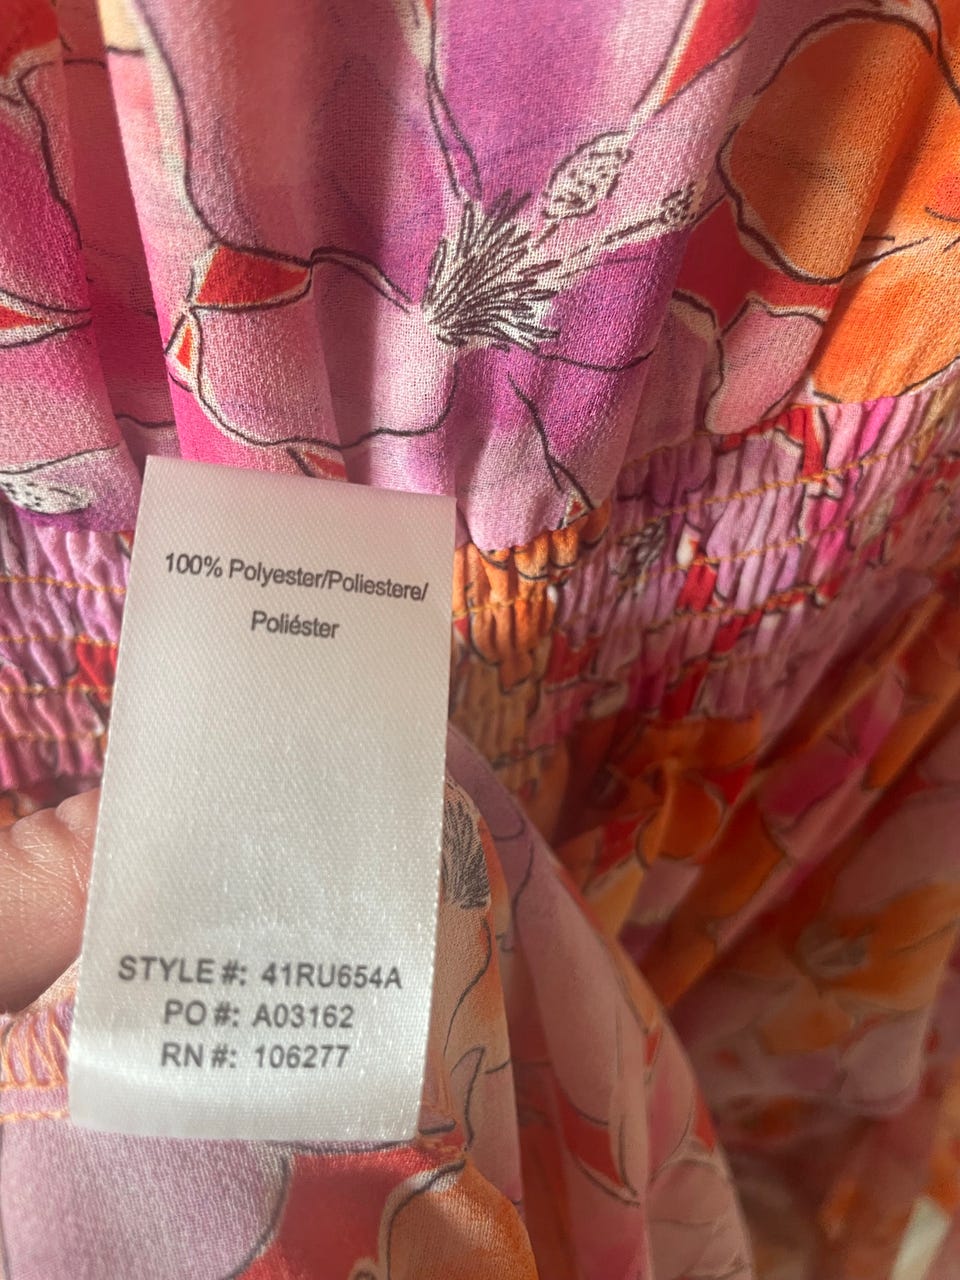 100% Polyester/Poliestere/
Poliéster
STYLE #: 41RU654A
PO #: A03162
RN #: 106277